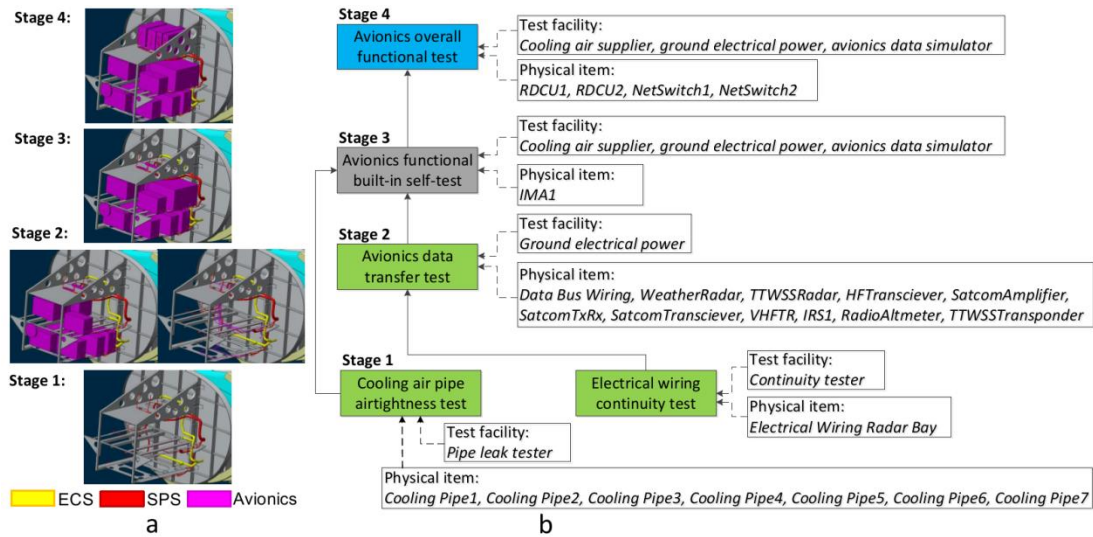 Stage 4:
Stage 3:
Stage 2:
Stage 1:
ECS
SPS
Avionics
a
Stage 4
Avionics overall
functional test
Test facility:
Cooling air supplier, ground electrical power, avionics data simulator
Physical item:
RDCU1, RDCU2, NetSwitch1, NetSwitch2
Stage 3
Avionics functional
built-in self-test
Test facility:
Cooling air supplier, ground electrical power, avionics data simulator
Physical item:
IMA1
Stage 2
Avionics data
transfer test
Test facility:
Ground electrical power
Physical item:
Data Bus Wiring, WeatherRadar, TTWSSRadar, HFTransciever, SatcomAmplifier,
SatcomTxRx, SatcomTransciever, VHFTR, IRS1, RadioAltmeter, TTWSSTransponder
Stage 1
Cooling air pipe
airtightness test
Electrical wiring
continuity test
Test facility:
Continuity tester
Physical item:
Electrical Wiring Radar Bay
Test facility:
Pipe leak tester
Physical item:
Cooling Pipe1, Cooling Pipe2, Cooling Pipe3, Cooling Pipe4, Cooling Pipe5, Cooling Pipe6, Cooling Pipe7
b